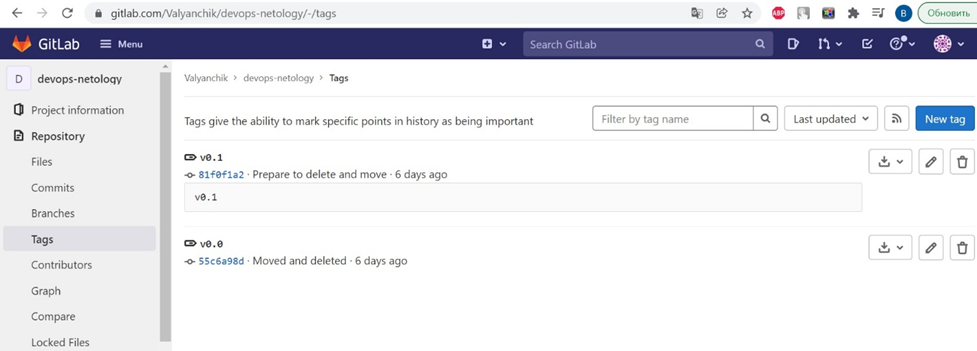 gitlab.com/Valyanchik/devops-netology/-/tags
ABP
B
Обновить
GitLab
Menu
Search GitLab
D
devops-netology
Project information
Repository
Files
Commits
Branches
Tags
Contributors
Graph
Compare
Locked Files
Valyanchik > devops-netology > Tags
Tags give the ability to mark specific points in history as being important
Filter by tag name
Last updated
New tag
v0.1
81f0f1a2 · Prepare to delete and move · 6 days ago
v0.1
v0.0
55c6a98d · Moved and deleted · 6 days ago